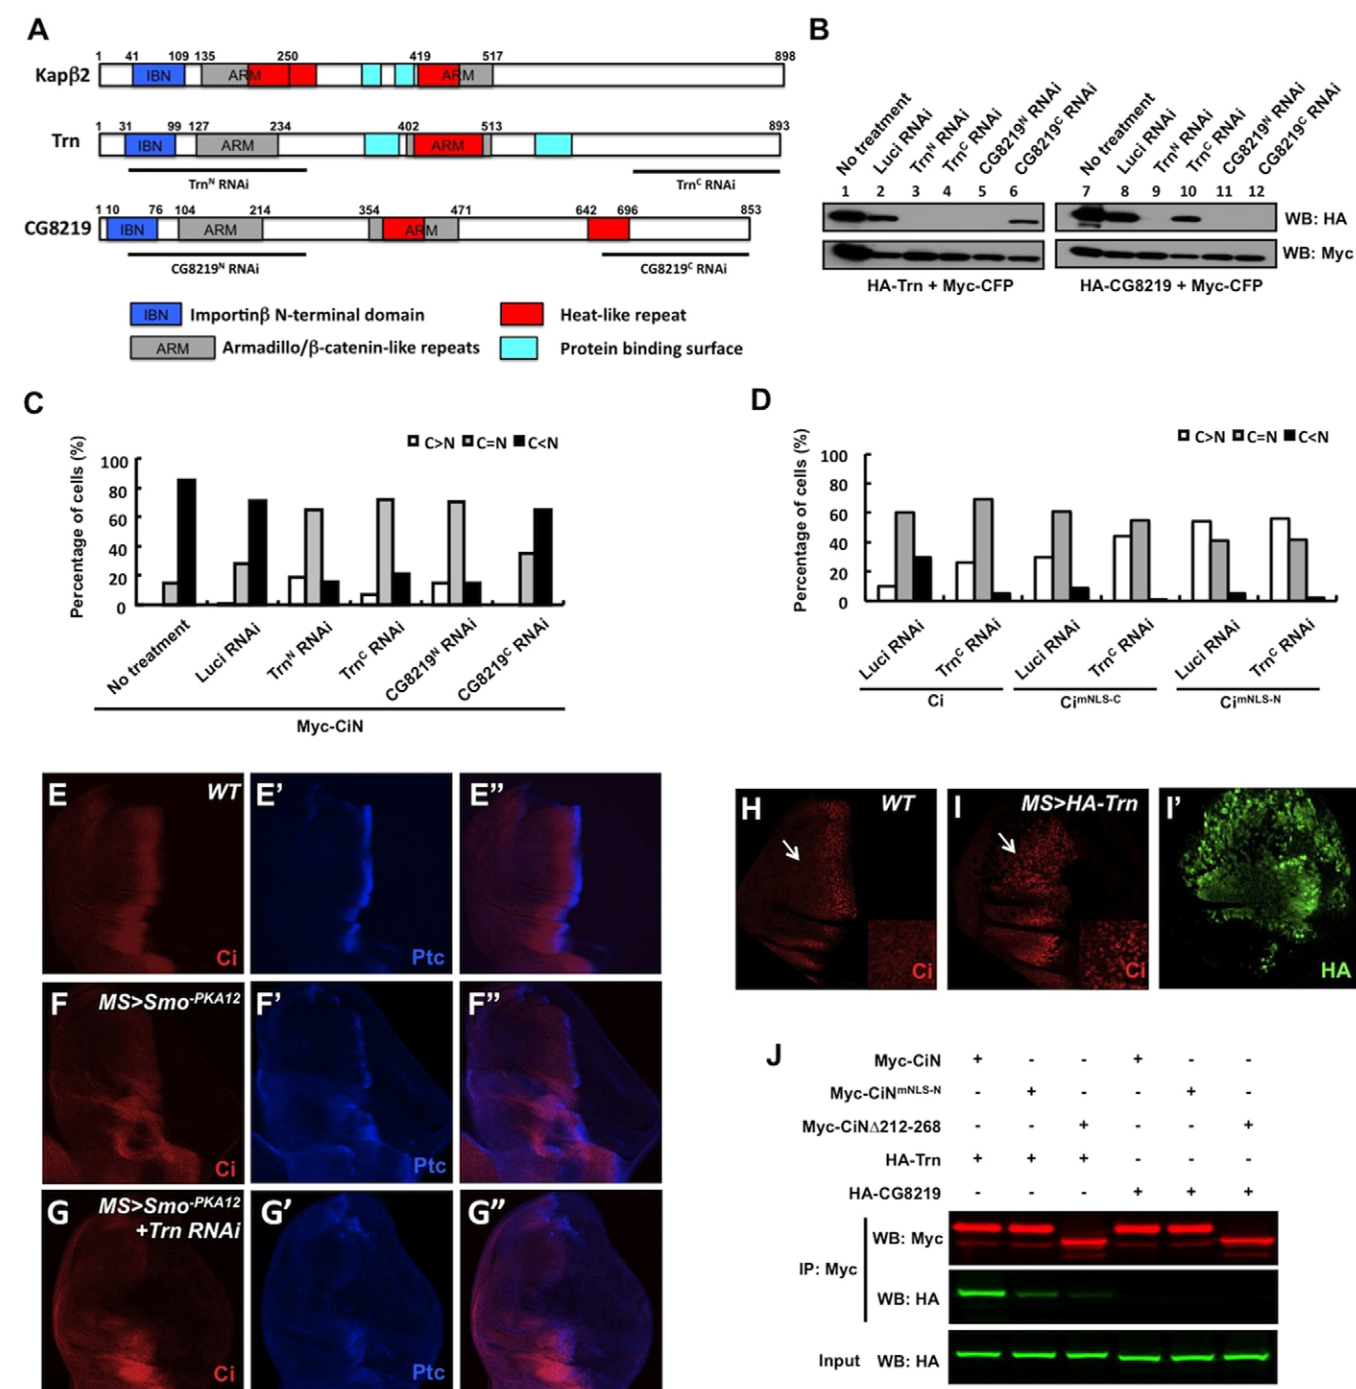 A
1 41 109 135 250 419 517 898
Kapβ2 IBN ARM ARM
1 31 99 127 234 402 513 893
Trn IBN ARM ARM
Trnᴺ RNAi Trnᶜ RNAi
1 10 76 104 214 354 471 642 696 853
CG8219 IBN ARM ARM
CG8219ᴺ RNAi CG8219ᶜ RNAi
IBN Importinβ N-terminal domain Heat-like repeat
ARM Armadillo/β-catenin-like repeats Protein binding surface
B
No treatment
Luci RNAi
Trnᴺ RNAi
Trnᶜ RNAi
CG8219ᴺ RNAi
CG8219ᶜ RNAi
No treatment
Luci RNAi
Trnᴺ RNAi
Trnᶜ RNAi
CG8219ᴺ RNAi
CG8219ᶜ RNAi
1 2 3 4 5 6 7 8 9 10 11 12
WB: HA
WB: Myc
HA-Trn + Myc-CFP HA-CG8219 + Myc-CFP
C
C>N C=N C<N
Percentage of cells (%)
100
80
60
40
20
0
No treatment
Luci RNAi
Trnᴺ RNAi
Trnᶜ RNAi
CG8219ᴺ RNAi
CG8219ᶜ RNAi
Myc-CiN
D
C>N C=N C<N
Percentage of cells (%)
100
80
60
40
20
0
Luci RNAi
Trnᶜ RNAi
Luci RNAi
Trnᶜ RNAi
Luci RNAi
Trnᶜ RNAi
Ci Ci^mNLS-C Ci^mNLS-N
E WT E’ E’’
Ci Ptc
F MS>Smo^-PKA12 F’ F’’
Ci Ptc
G MS>Smo^-PKA12 G’ G’’
+Trn RNAi
Ci Ptc
H WT I MS>HA-Trn I’
Ci Ci HA
J
Myc-CiN + - - + - -
Myc-CiN^mNLS-N - + - - + -
Myc-CiNΔ212-268 - - + - - +
HA-Trn + + + - - -
HA-CG8219 - - - + + +
WB: Myc
IP: Myc
WB: HA
Input WB: HA